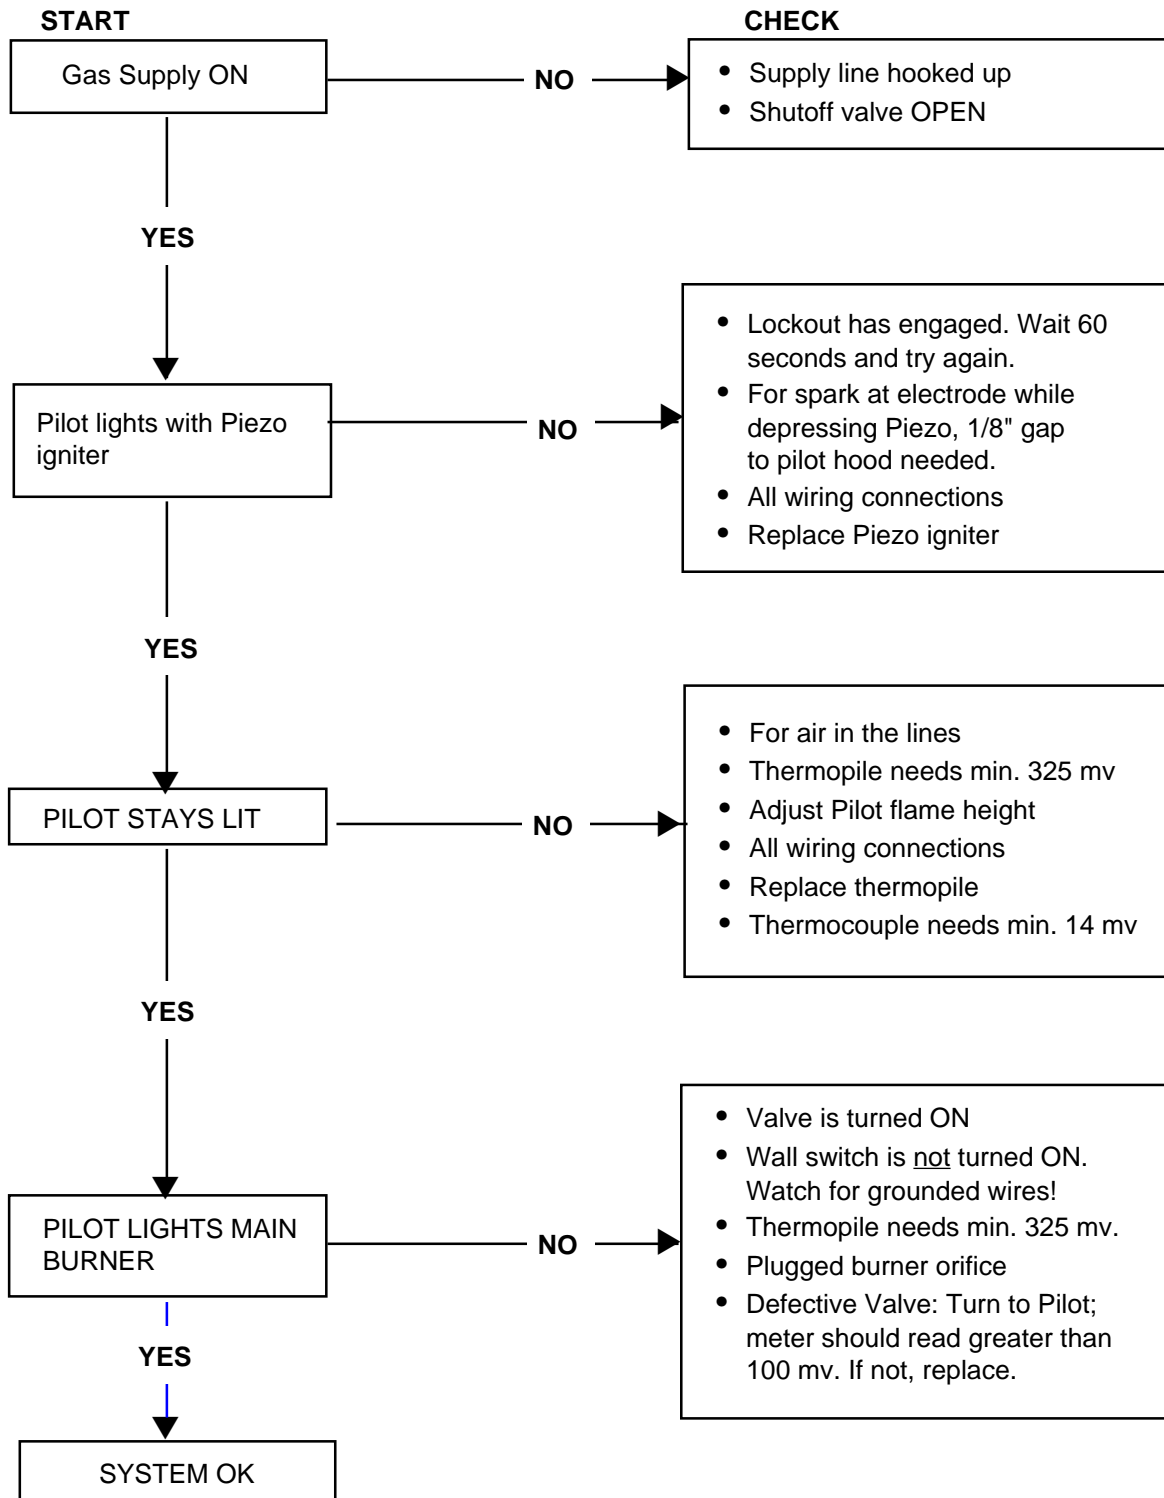 START
CHECK
Gas Supply ON
NO
• Supply line hooked up
• Shutoff valve OPEN
YES
Pilot lights with Piezo
igniter
NO
• Lockout has engaged. Wait 60
seconds and try again.
• For spark at electrode while
depressing Piezo, 1/8" gap
to pilot hood needed.
• All wiring connections
• Replace Piezo igniter
YES
PILOT STAYS LIT
NO
• For air in the lines
• Thermopile needs min. 325 mv
• Adjust Pilot flame height
• All wiring connections
• Replace thermopile
• Thermocouple needs min. 14 mv
YES
PILOT LIGHTS MAIN
BURNER
NO
• Valve is turned ON
• Wall switch is not turned ON.
Watch for grounded wires!
• Thermopile needs min. 325 mv.
• Plugged burner orifice
• Defective Valve: Turn to Pilot;
meter should read greater than
100 mv. If not, replace.
YES
SYSTEM OK